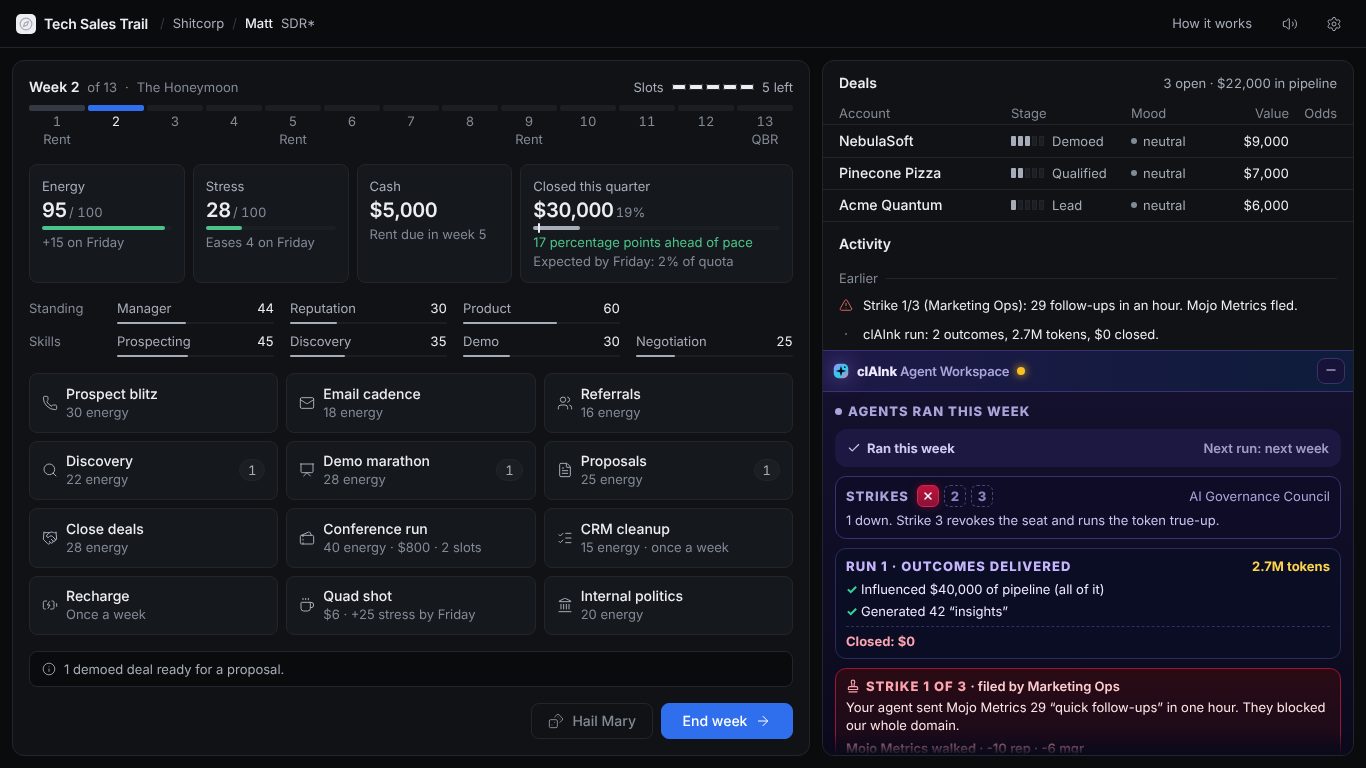 Tech Sales Trail / Shitcorp / Matt SDR*
How it works
Week 2 of 13 · The Honeymoon
Slots 5 left
1 2 3 4 5 6 7 8 9 10 11 12 13
Rent Rent Rent QBR
Energy
95 / 100
+15 on Friday
Stress
28 / 100
Eases 4 on Friday
Cash
$5,000
Rent due in week 5
Closed this quarter
$30,000 19%
17 percentage points ahead of pace
Expected by Friday: 2% of quota
Standing Manager 44 Reputation 30 Product 60
Skills Prospecting 45 Discovery 35 Demo 30 Negotiation 25
Prospect blitz
30 energy
Email cadence
18 energy
Referrals
16 energy
Discovery
22 energy
1
Demo marathon
28 energy
1
Proposals
25 energy
1
Close deals
28 energy
Conference run
40 energy · $800 · 2 slots
CRM cleanup
15 energy · once a week
Recharge
Once a week
Quad shot
$6 · +25 stress by Friday
Internal politics
20 energy
1 demoed deal ready for a proposal.
Hail Mary
End week →
Deals
3 open · $22,000 in pipeline
Account Stage Mood Value Odds
NebulaSoft Demoed neutral $9,000
Pinecone Pizza Qualified neutral $7,000
Acme Quantum Lead neutral $6,000
Activity
Earlier
Strike 1/3 (Marketing Ops): 29 follow-ups in an hour. Mojo Metrics fled.
· clAInk run: 2 outcomes, 2.7M tokens, $0 closed.
clAInk Agent Workspace
AGENTS RAN THIS WEEK
Ran this week
Next run: next week
STRIKES 2 3
AI Governance Council
1 down. Strike 3 revokes the seat and runs the token true-up.
RUN 1 · OUTCOMES DELIVERED
2.7M tokens
Influenced $40,000 of pipeline (all of it)
Generated 42 “insights”
Closed: $0
STRIKE 1 OF 3 · filed by Marketing Ops
Your agent sent Mojo Metrics 29 “quick follow-ups” in one hour. They blocked
our whole domain.
Mojo Metrics walked · -10 rep · -6 mgr